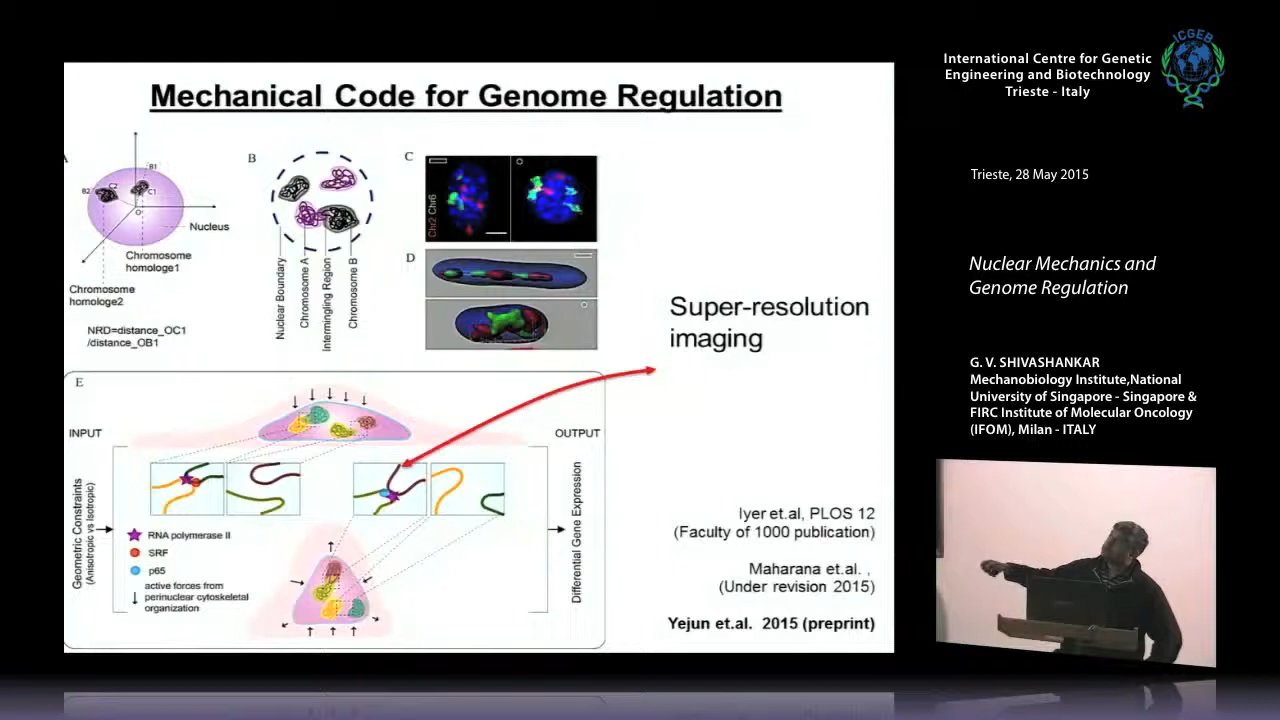 Mechanical Code for Genome Regulation
B1
B2
C2
C1
O
Nucleus
Chromosome
homologe1
Chromosome
homologe2
NRD=distance_OC1
/distance_OB1
B
Nuclear Boundary
Chromosome A
Intermingling Region
Chromosome B
C
Chr2 Chr6
D
Super-resolution
imaging
E
INPUT
OUTPUT
Geometric Constraints
(Anisotropic vs Isotropic)
RNA polymerase II
SRF
p65
active forces from
perinuclear cytoskeletal
organization
Differential Gene Expression
Iyer et.al, PLOS 12
(Faculty of 1000 publication)
Maharana et.al. ,
(Under revision 2015)
Yejun et.al. 2015 (preprint)
International Centre for Genetic
Engineering and Biotechnology
Trieste - Italy
ICGEB
Trieste, 28 May 2015
Nuclear Mechanics and
Genome Regulation
G. V. SHIVASHANKAR
Mechanobiology Institute,National
University of Singapore - Singapore &
FIRC Institute of Molecular Oncology
(IFOM), Milan - ITALY